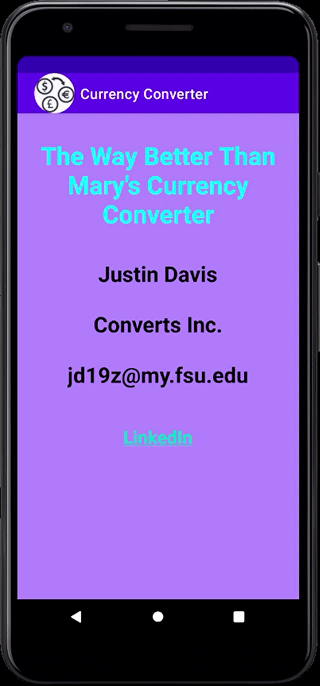 Currency Converter
The Way Better Than
Mary's Currency
Converter
Justin Davis
Converts Inc.
jd19z@my.fsu.edu
LinkedIn